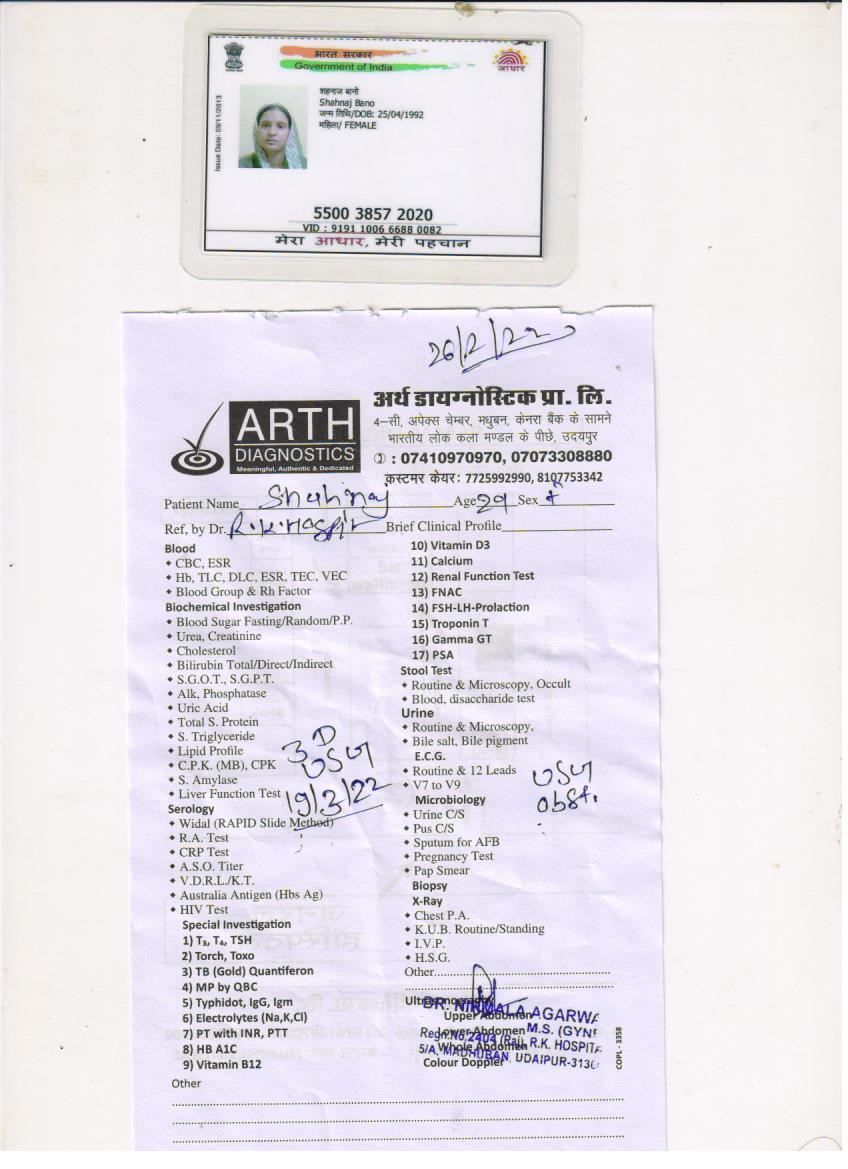 भारत सरकार
Government of India
आधार
Issue Date: 09/11/2013
शहनाज बानो
Shahnaj Bano
जन्म तिथि/DOB: 25/04/1992
महिला/ FEMALE
5500 3857 2020
VID : 9191 1006 6688 0082
मेरा आधार, मेरी पहचान
26/2/22
ARTH
DIAGNOSTICS
Meaningful, Authentic & Dedicated
अर्थ डायग्नोस्टिक प्रा. लि.
4–सी, अपेक्स चेम्बर, मधुबन, केनरा बैंक के सामने
भारतीय लोक कला मण्डल के पीछे, उदयपुर
: 07410970970, 07073308880
कस्टमर केयर: 7725992990, 8107753342
Patient Name Shahnaj Age 29 Sex f
Ref, by Dr. R.K. Brief Clinical Profile
Blood
CBC, ESR
Hb, TLC, DLC, ESR, TEC, VEC
Blood Group & Rh Factor
Biochemical Investigation
Blood Sugar Fasting/Random/P.P.
Urea, Creatinine
Cholesterol
Bilirubin Total/Direct/Indirect
S.G.O.T., S.G.P.T.
Alk, Phosphatase
Uric Acid
Total S. Protein
S. Triglyceride
Lipid Profile
C.P.K. (MB), CPK
S. Amylase
Liver Function Test
3D
USG
19/3/22
Serology
Widal (RAPID Slide Method)
R.A. Test
CRP Test
A.S.O. Titer
V.D.R.L./K.T.
Australia Antigen (Hbs Ag)
HIV Test
Special Investigation
1) T₃, T₄, TSH
2) Torch, Toxo
3) TB (Gold) Quantiferon
4) MP by QBC
5) Typhidot, IgG, Igm
6) Electrolytes (Na,K,Cl)
7) PT with INR, PTT
8) HB A1C
9) Vitamin B12
10) Vitamin D3
11) Calcium
12) Renal Function Test
13) FNAC
14) FSH-LH-Prolaction
15) Troponin T
16) Gamma GT
17) PSA
Stool Test
Routine & Microscopy, Occult
Blood, disaccharide test
Urine
Routine & Microscopy,
Bile salt, Bile pigment
E.C.G.
Routine & 12 Leads
V7 to V9
USG
obst.
Microbiology
Urine C/S
Pus C/S
Sputum for AFB
Pregnancy Test
Pap Smear
Biopsy
X-Ray
Chest P.A.
K.U.B. Routine/Standing
I.V.P.
H.S.G.
Other
Ultrasonography
Upper Abdomen
Lower Abdomen
Whole Abdomen
Colour Doppler
DR. NIRMALA AGARWA
M.S. (GYN
Regn.No.2404 (Raj) R.K. HOSPITA
5/A, MADHUBAN, UDAIPUR-3130
COPL - 3358
Other